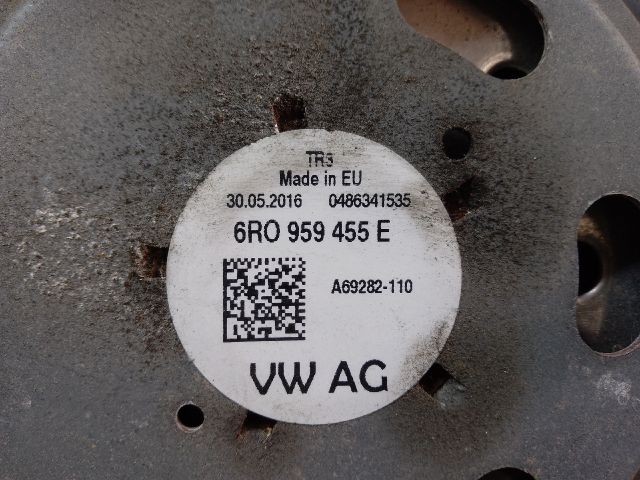 TR3
Made in EU
30.05.2016 0486341535
6R0 959 455 E
A69282-110
VW AG